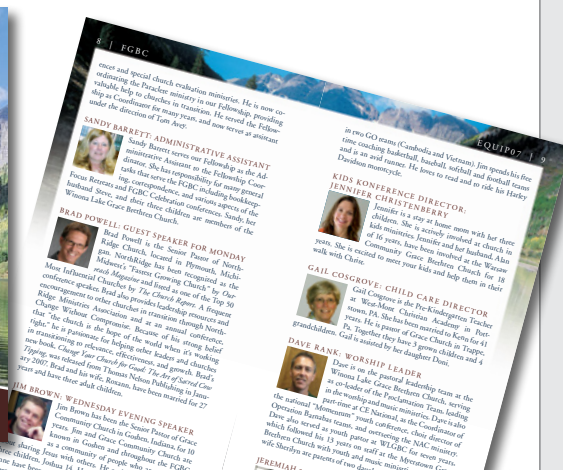 8 | FGBC
ences and special church evaluation ministries. He is now co-
ordinating the Paraclete ministry in our Fellowship, providing
valuable help to churches in transition. He served the Fellow-
ship as Coordinator for many years, and now serves as assistant
under the direction of Tom Avey.
SANDY BARRETT: ADMINISTRATIVE ASSISTANT
Sandy Barrett serves our Fellowship as the Ad-
ministrative Assistant to the Fellowship Coor-
dinator. She has responsibility for many general
tasks that serve the FGBC including bookkeep-
ing, correspondence, and various aspects of the
Focus Retreats and FGBC Celebration conferences. Sandy, her
husband Steve, and their three children are members of the
Winona Lake Grace Brethren Church.
BRAD POWELL: GUEST SPEAKER FOR MONDAY
Brad Powell is the Senior Pastor of North-
Ridge Church, located in Plymouth, Michi-
gan. NorthRidge has been recognized as the
Midwest's "Fastest Growing Church" by Out-
reach Magazine and listed as one of the Top 50
Most Influential Churches by The Church Report. A frequent
conference speaker, Brad also provides leadership resources and
encouragement to other churches in transition through North-
Ridge Ministries Association and at an annual conference,
Change Without Compromise. Because of his strong belief
that "the church is the hope of the world when it's working
right," he is passionate for helping other leaders and churches
in transitioning to relevance, effectiveness, and growth. Brad's
new book, Change Your Church for Good: The Art of Sacred Cow
Tipping, was released from Thomas Nelson Publishing in Janu-
ary 2007. Brad and his wife, Roxann, have been married for 27
years and have three adult children.
JIM BROWN: WEDNESDAY EVENING SPEAKER
Jim Brown has been the Senior Pastor of Grace
Community Church in Goshen, Indiana, for 10
years. Jim and Grace Community Church are
known in Goshen and throughout the FGBC
as a community of people who
sharing Jesus with others. He
three children, Joshua 14,
EQUIP07 | 9
in two GO teams (Cambodia and Vietnam). Jim spends his free
time coaching basketball, baseball, softball and football teams
and is an avid runner. He loves to read and to ride his Harley
Davidson motorcycle.
KIDS KONFERENCE DIRECTOR:
JENNIFER CHRISTENBERRY
Jennifer is a stay at home mom with her three
children. She is actively involved at church in
kids ministries. Jennifer and her husband, Alan
of 16 years, have been involved at the Warsaw
Community Grace Brethren Church for 18
years. She is excited to meet your kids and help them in their
walk with Christ.
GAIL COSGROVE: CHILD CARE DIRECTOR
Gail Cosgrove is the Pre-Kindergarten Teacher
at West-Mont Christian Academy in Pott-
stown, PA. She has been married to Kenn for 41
years. He is pastor of Grace Church in Trappe,
Pa. Together they have 3 grown children and 4
grandchildren. Gail is assisted by her daughter Doni.
DAVE RANK: WORSHIP LEADER
Dave is on the pastoral leadership team at the
Winona Lake Grace Brethren Church, serving
as co-leader of the Proclamation Team, leading
in the worship and music ministries. Dave is also
part-time at CE National, as the Coordinator of
the national "Momentum" youth conference, choir director of
Operation Barnabas teams, and overseeing the NAC ministry.
Dave also served as youth pastor at WLGBC for seven years,
which followed his 13 years on staff at the Myerstown Grace
Brethren Church with youth and music ministries.
wife Sherilyn are parents of two
JEREMIAH